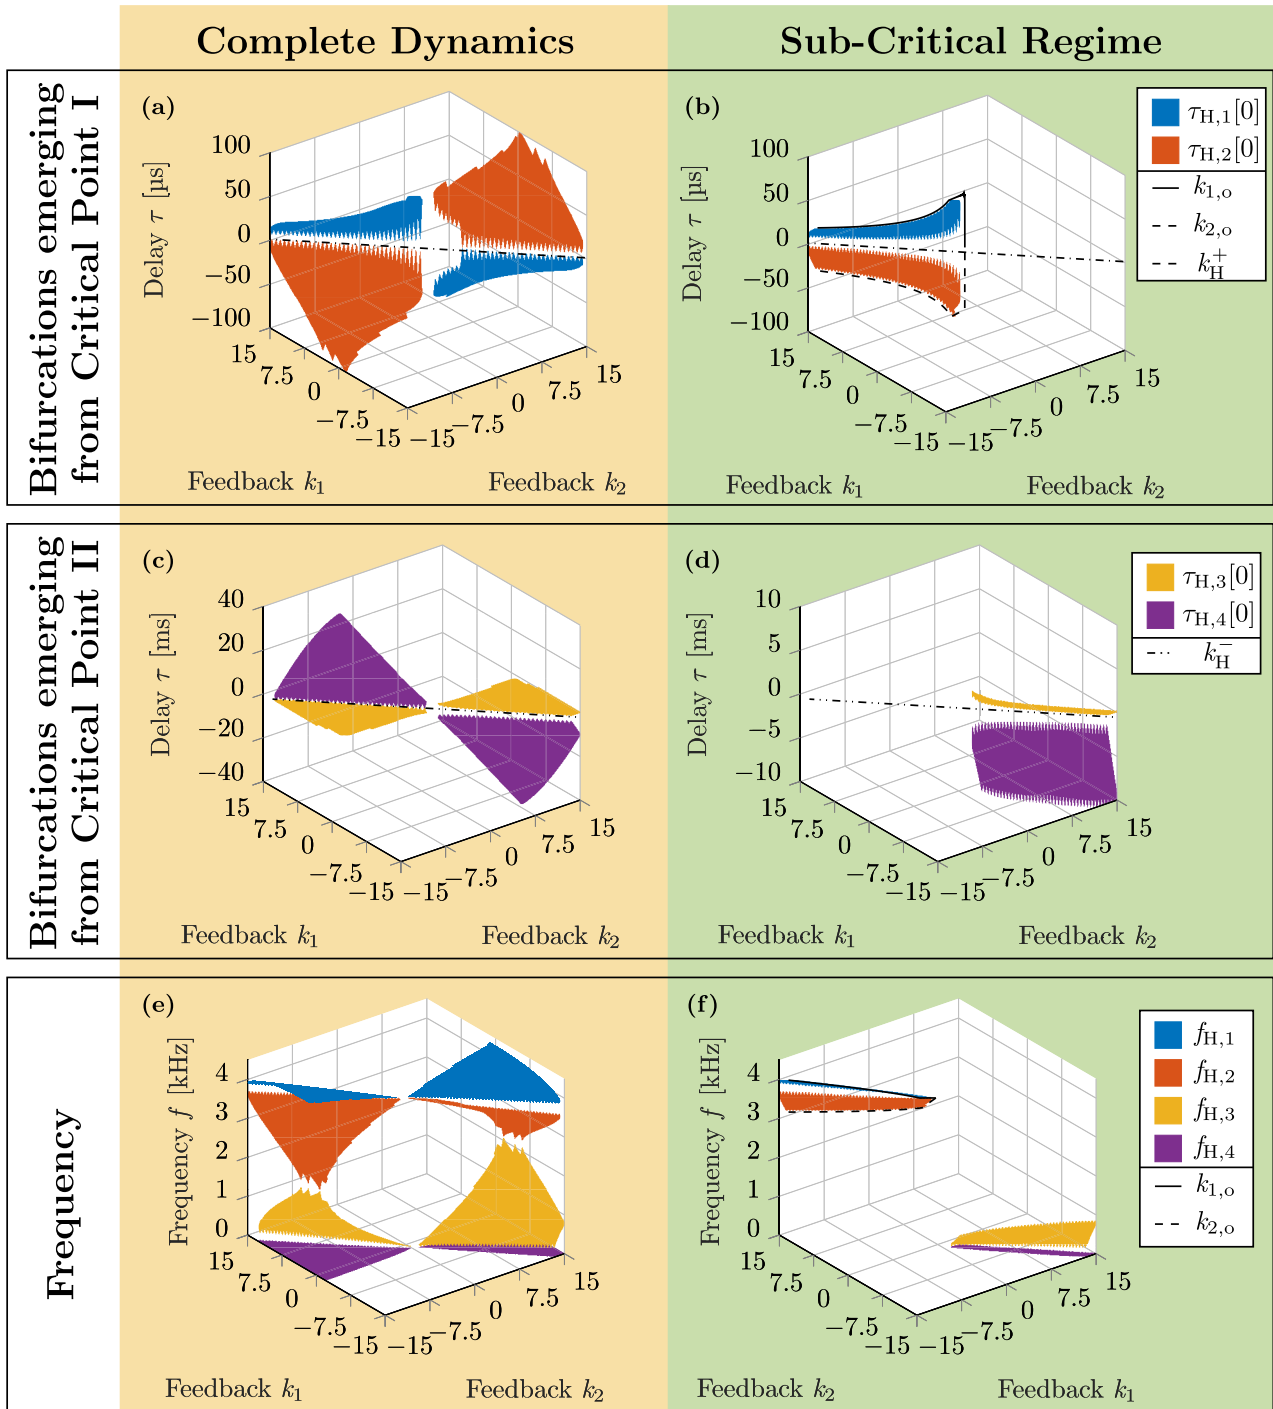 Complete Dynamics
Sub-Critical Regime
Bifurcations emerging
from Critical Point I
(a)
100
50
0
−50
−100
Delay τ [µs]
15
7.5
0
−7.5
−15
−15
−7.5
0
7.5
15
Feedback k1
Feedback k2
(b)
100
50
0
−50
−100
Delay τ [µs]
15
7.5
0
−7.5
−15
−15
−7.5
0
7.5
15
Feedback k1
Feedback k2
τH,1[0]
τH,2[0]
k1,o
k2,o
kH+
Bifurcations emerging
from Critical Point II
(c)
40
20
0
−20
−40
Delay τ [ms]
15
7.5
0
−7.5
−15
−15
−7.5
0
7.5
15
Feedback k1
Feedback k2
(d)
10
5
0
−5
−10
Delay τ [ms]
15
7.5
0
−7.5
−15
−15
−7.5
0
7.5
15
Feedback k1
Feedback k2
τH,3[0]
τH,4[0]
kH−
Frequency
(e)
4
3
2
1
0
Frequency f [kHz]
15
7.5
0
−7.5
−15
−15
−7.5
0
7.5
15
Feedback k1
Feedback k2
(f)
4
3
2
1
0
Frequency f [kHz]
15
7.5
0
−7.5
−15
−15
−7.5
0
7.5
15
Feedback k2
Feedback k1
fH,1
fH,2
fH,3
fH,4
k1,o
k2,o